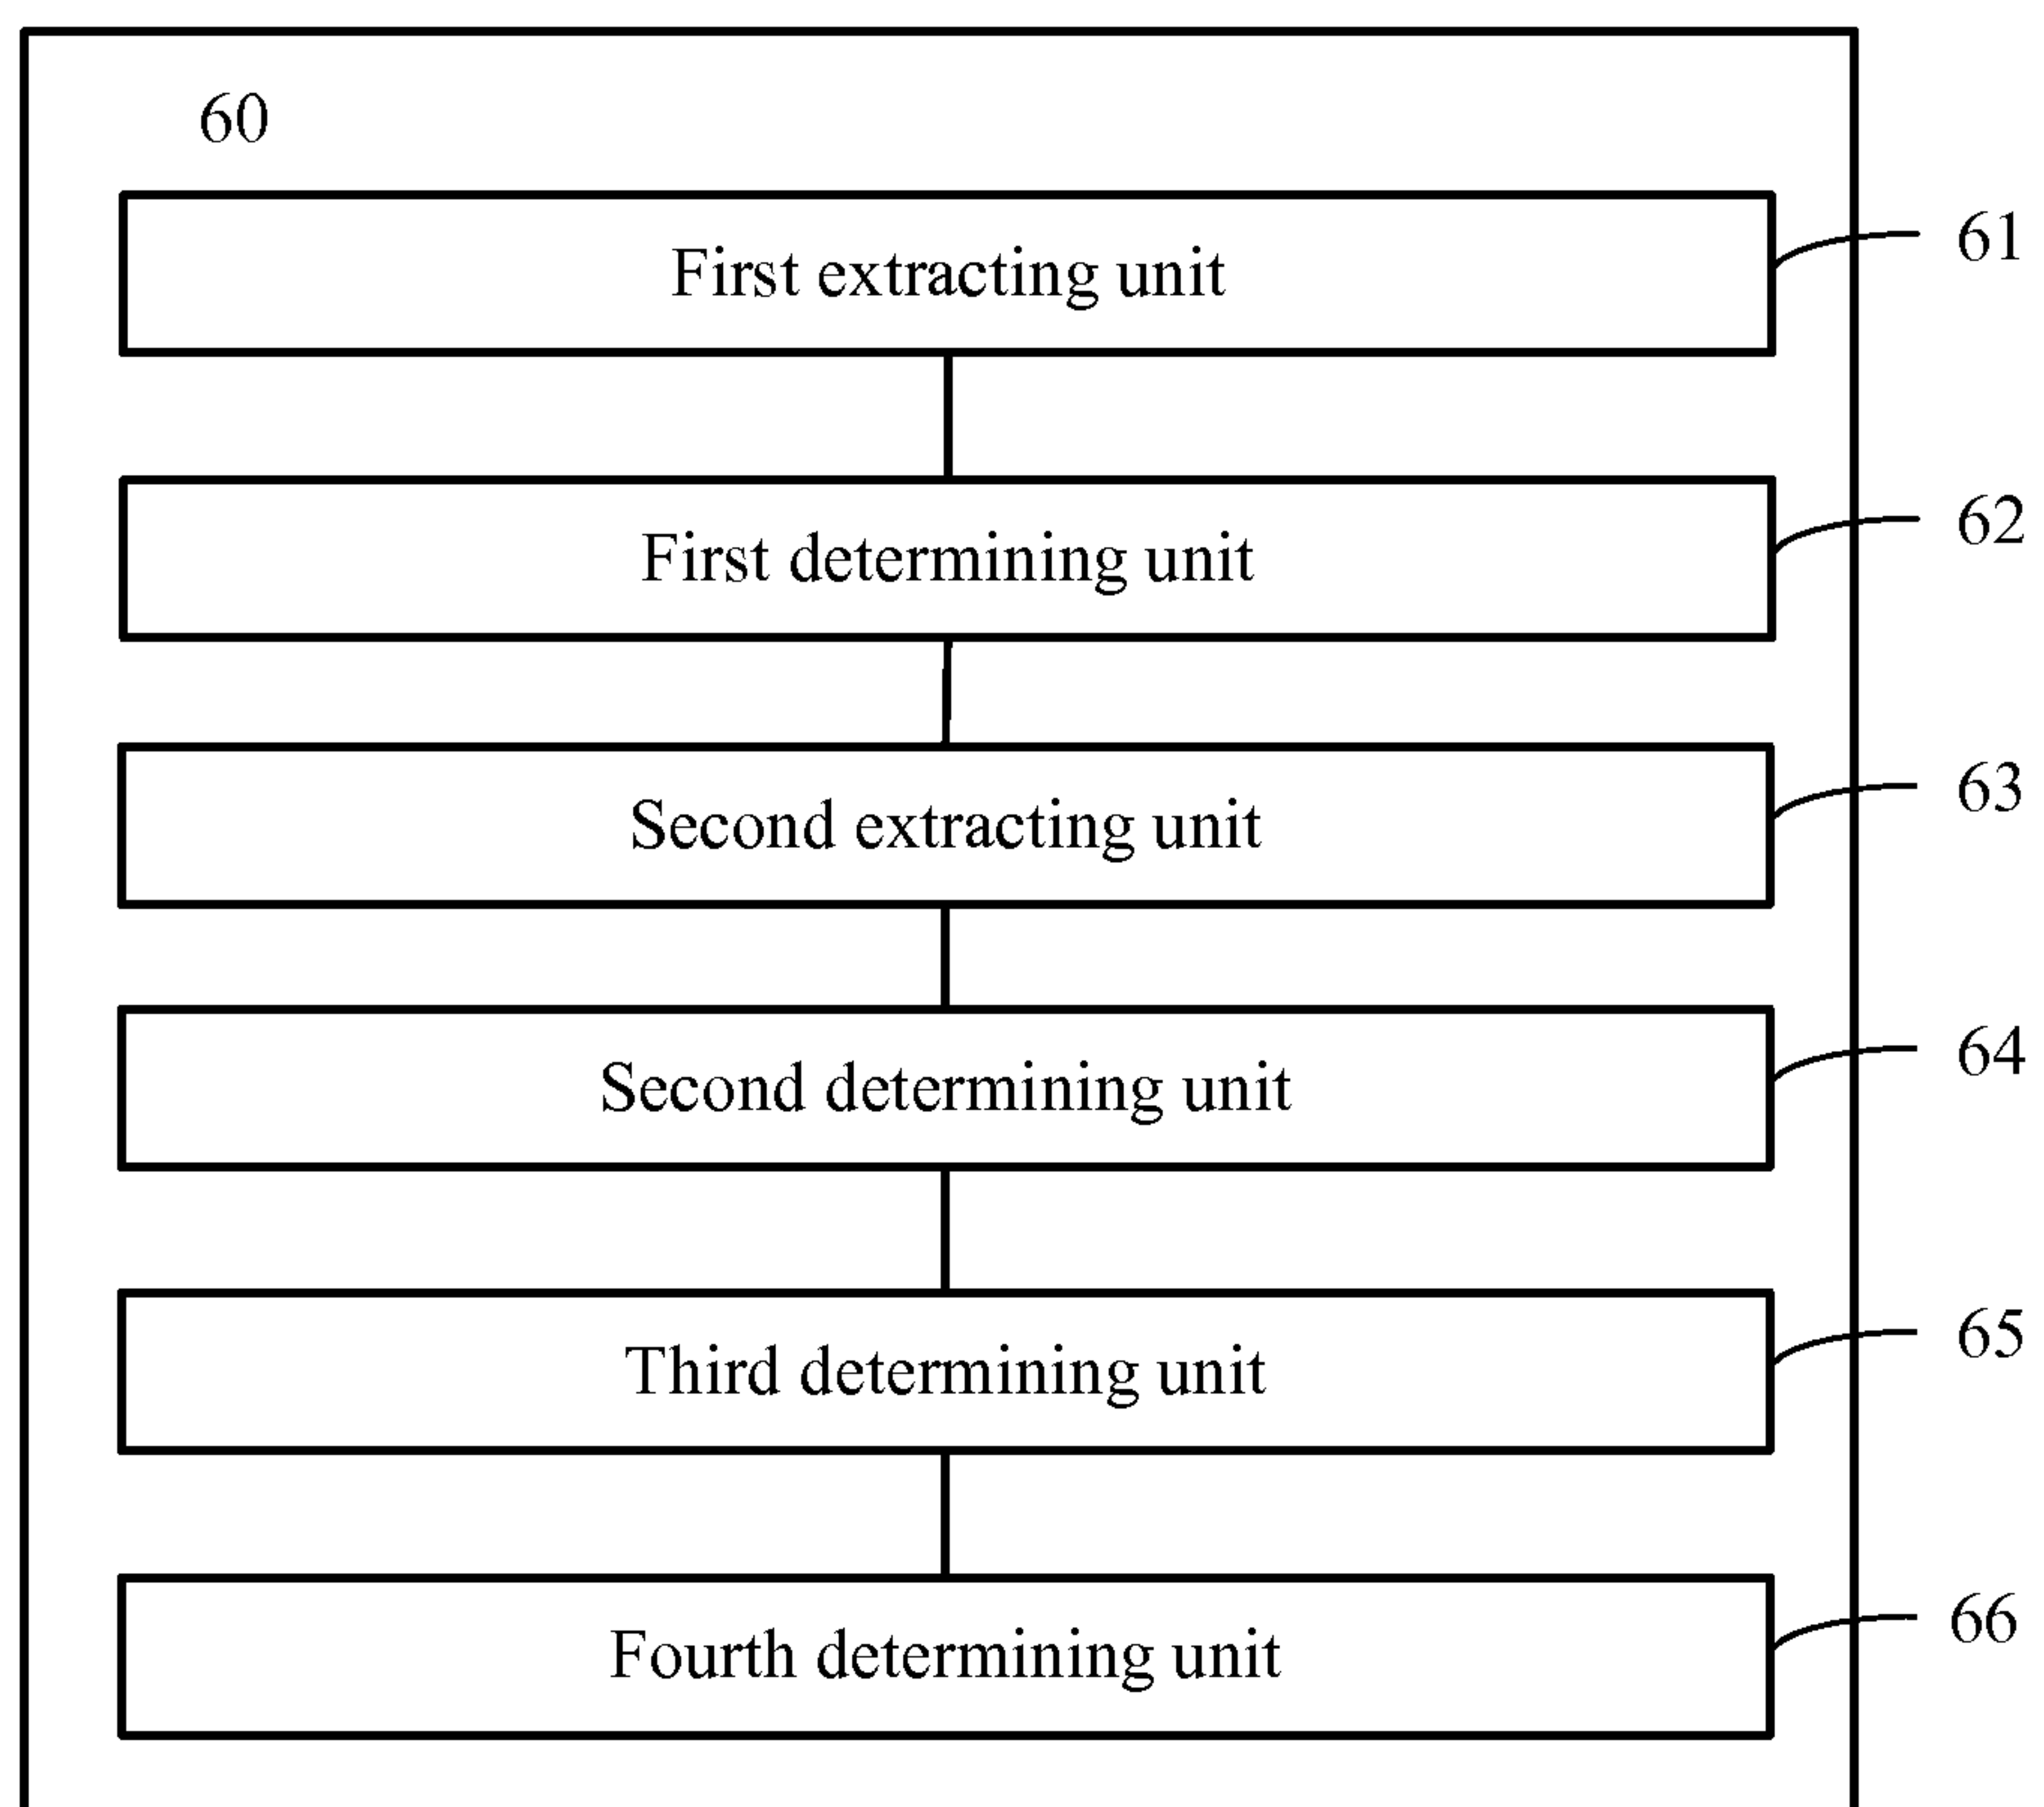 60
First extracting unit
61
First determining unit
62
Second extracting unit
63
Second determining unit
64
Third determining unit
65
Fourth determining unit
66